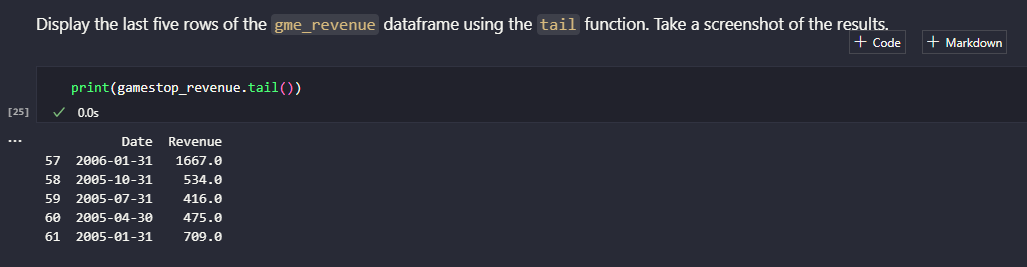 Display the last five rows of the gme_revenue dataframe using the tail function. Take a screenshot of the results.
+ Code + Markdown
print(gamestop_revenue.tail())
[25] ✓ 0.0s
... Date Revenue
57 2006-01-31 1667.0
58 2005-10-31 534.0
59 2005-07-31 416.0
60 2005-04-30 475.0
61 2005-01-31 709.0